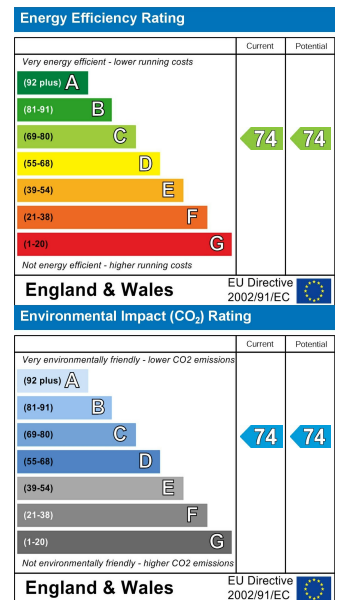 Energy Efficiency Rating
Current Potential
Very energy efficient - lower running costs
(92 plus) A
(81-91) B
(69-80) C 74 74
(55-68) D
(39-54) E
(21-38) F
(1-20) G
Not energy efficient - higher running costs
England & Wales EU Directive
2002/91/EC
Environmental Impact (CO₂) Rating
Current Potential
Very environmentally friendly - lower CO2 emissions
(92 plus) A
(81-91) B
(69-80) C 74 74
(55-68) D
(39-54) E
(21-38) F
(1-20) G
Not environmentally friendly - higher CO2 emissions
England & Wales EU Directive
2002/91/EC